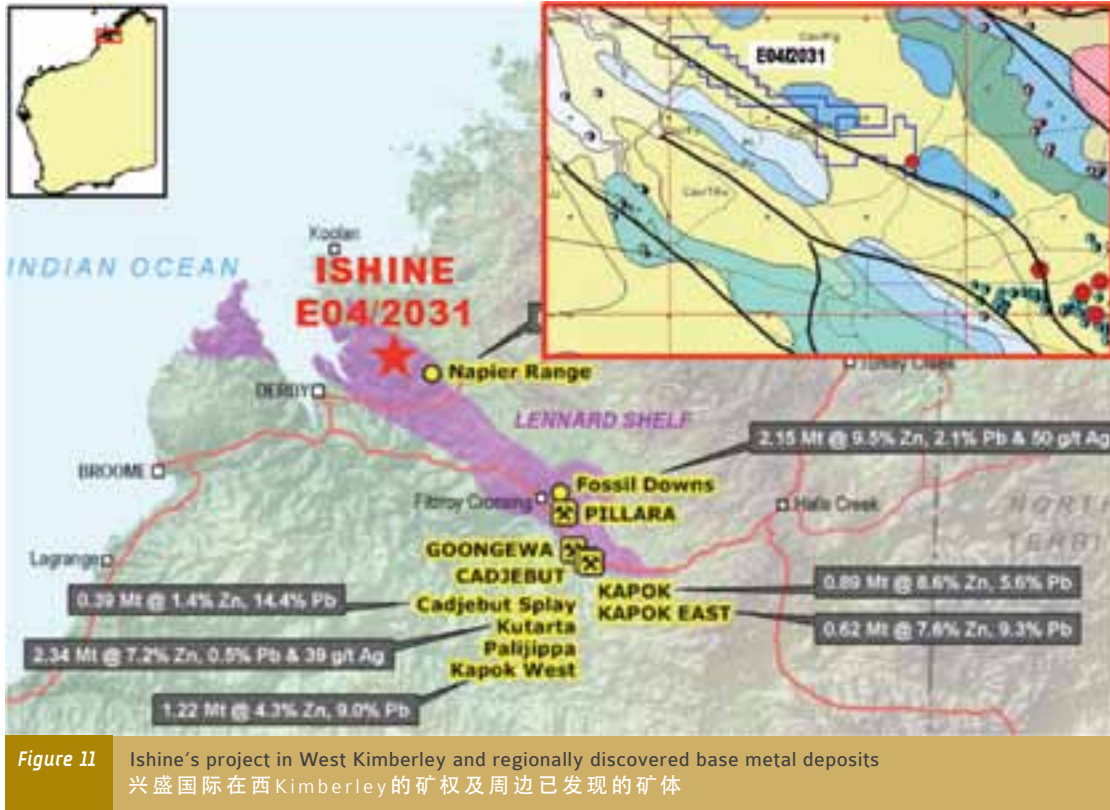 E04/2031
Koolan
INDIAN OCEAN
ISHINE
E04/2031
Napier Range
Turkey Creek
DERBY
LENNARD SHELF
2.15 Mt @ 9.5% Zn, 2.1% Pb & 50 g/t Ag
BROOME
Fossil Downs
Fitzroy Crossing
PILLARA
Halls Creek
NORTH
TERRI
GOONGEWA
Lagrange
CADJEBUT
KAPOK
0.89 Mt @ 8.6% Zn, 5.6% Pb
0.39 Mt @ 1.4% Zn, 14.4% Pb
Cadjebut Splay
KAPOK EAST
Kutarta
0.62 Mt @ 7.6% Zn, 9.3% Pb
2.34 Mt @ 7.2% Zn, 0.5% Pb & 39 g/t Ag
Palijippa
Kapok West
1.22 Mt @ 4.3% Zn, 9.0% Pb
Figure 11
Ishine's project in West Kimberley and regionally discovered base metal deposits
兴盛国际在西Kimberley的矿权及周边已发现的矿体